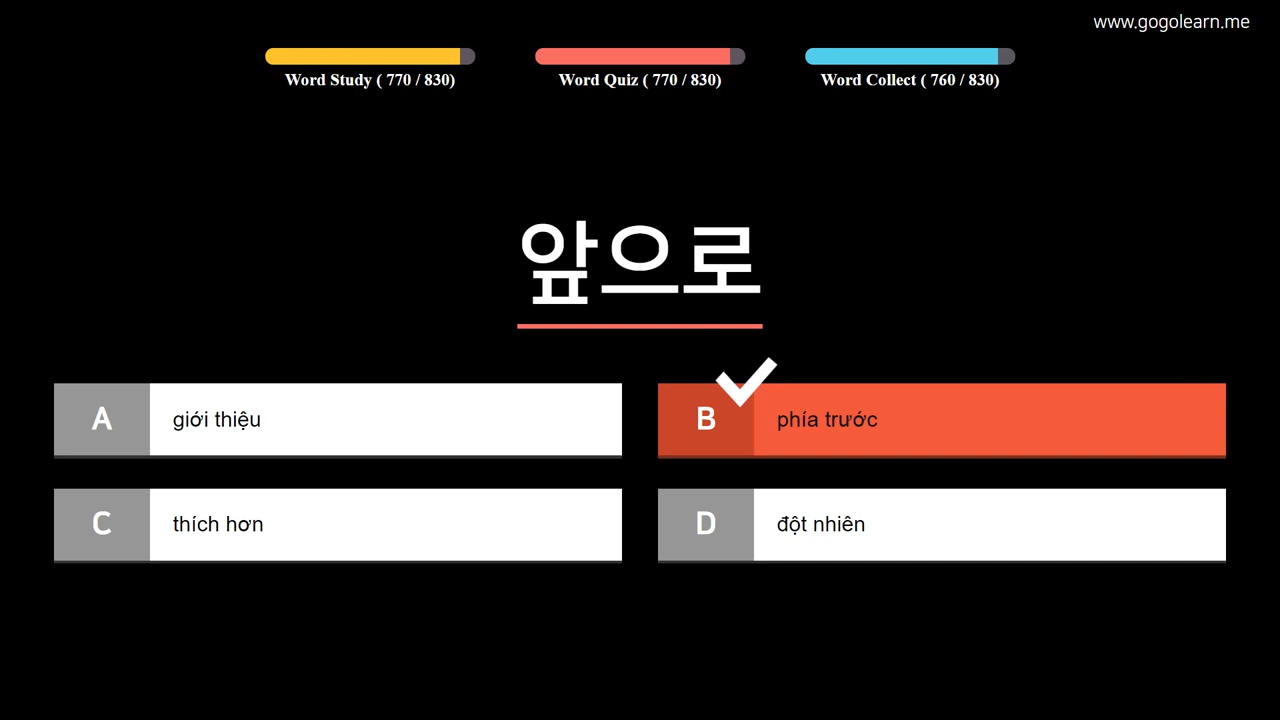 www.gogolearn.me
Word Study ( 770 / 830)
Word Quiz ( 770 / 830)
Word Collect ( 760 / 830)
앞으로
A giới thiệu
B phía trước
C thích hơn
D đột nhiên